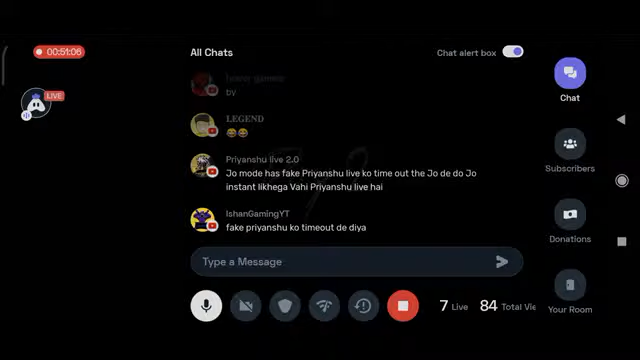 00:51:06
All Chats
Chat alert box
LIVE
by
LEGEND
😂😂
Priyanshu live 2.0
Jo mode has fake Priyanshu live ko time out the Jo de do Jo
instant likhega Vahi Priyanshu live hai
IshanGamingYT
fake priyanshu ko timeout de diya
Type a Message
7 Live 84 Total Vie
Chat
Subscribers
Donations
Your Room